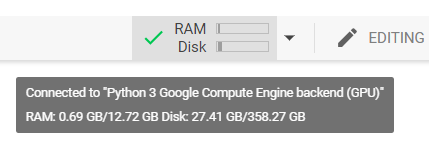 RAM
Disk
EDITING
Connected to "Python 3 Google Compute Engine backend (GPU)"
RAM: 0.69 GB/12.72 GB Disk: 27.41 GB/358.27 GB